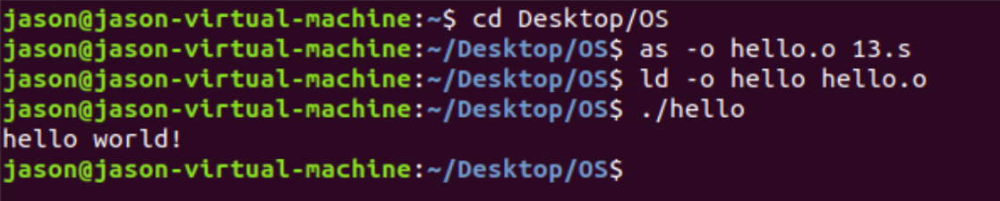 jason@jason-virtual-machine:~$ cd Desktop/OS
jason@jason-virtual-machine:~/Desktop/OS$ as -o hello.o 13.s
jason@jason-virtual-machine:~/Desktop/OS$ ld -o hello hello.o
jason@jason-virtual-machine:~/Desktop/OS$ ./hello
hello world!
jason@jason-virtual-machine:~/Desktop/OS$